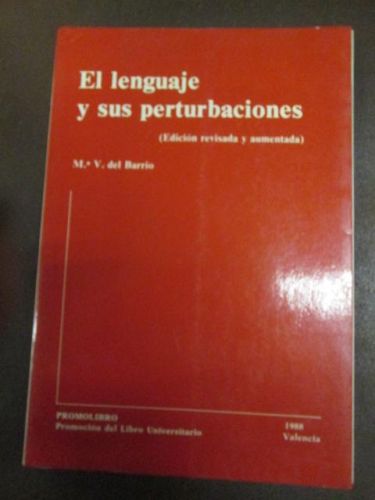 El lenguaje
y sus perturbaciones
(Edición revisada y aumentada)
M.ª V. del Barrio
PROMOLIBRO
Promoción del Libro Universitario
1988
Valencia